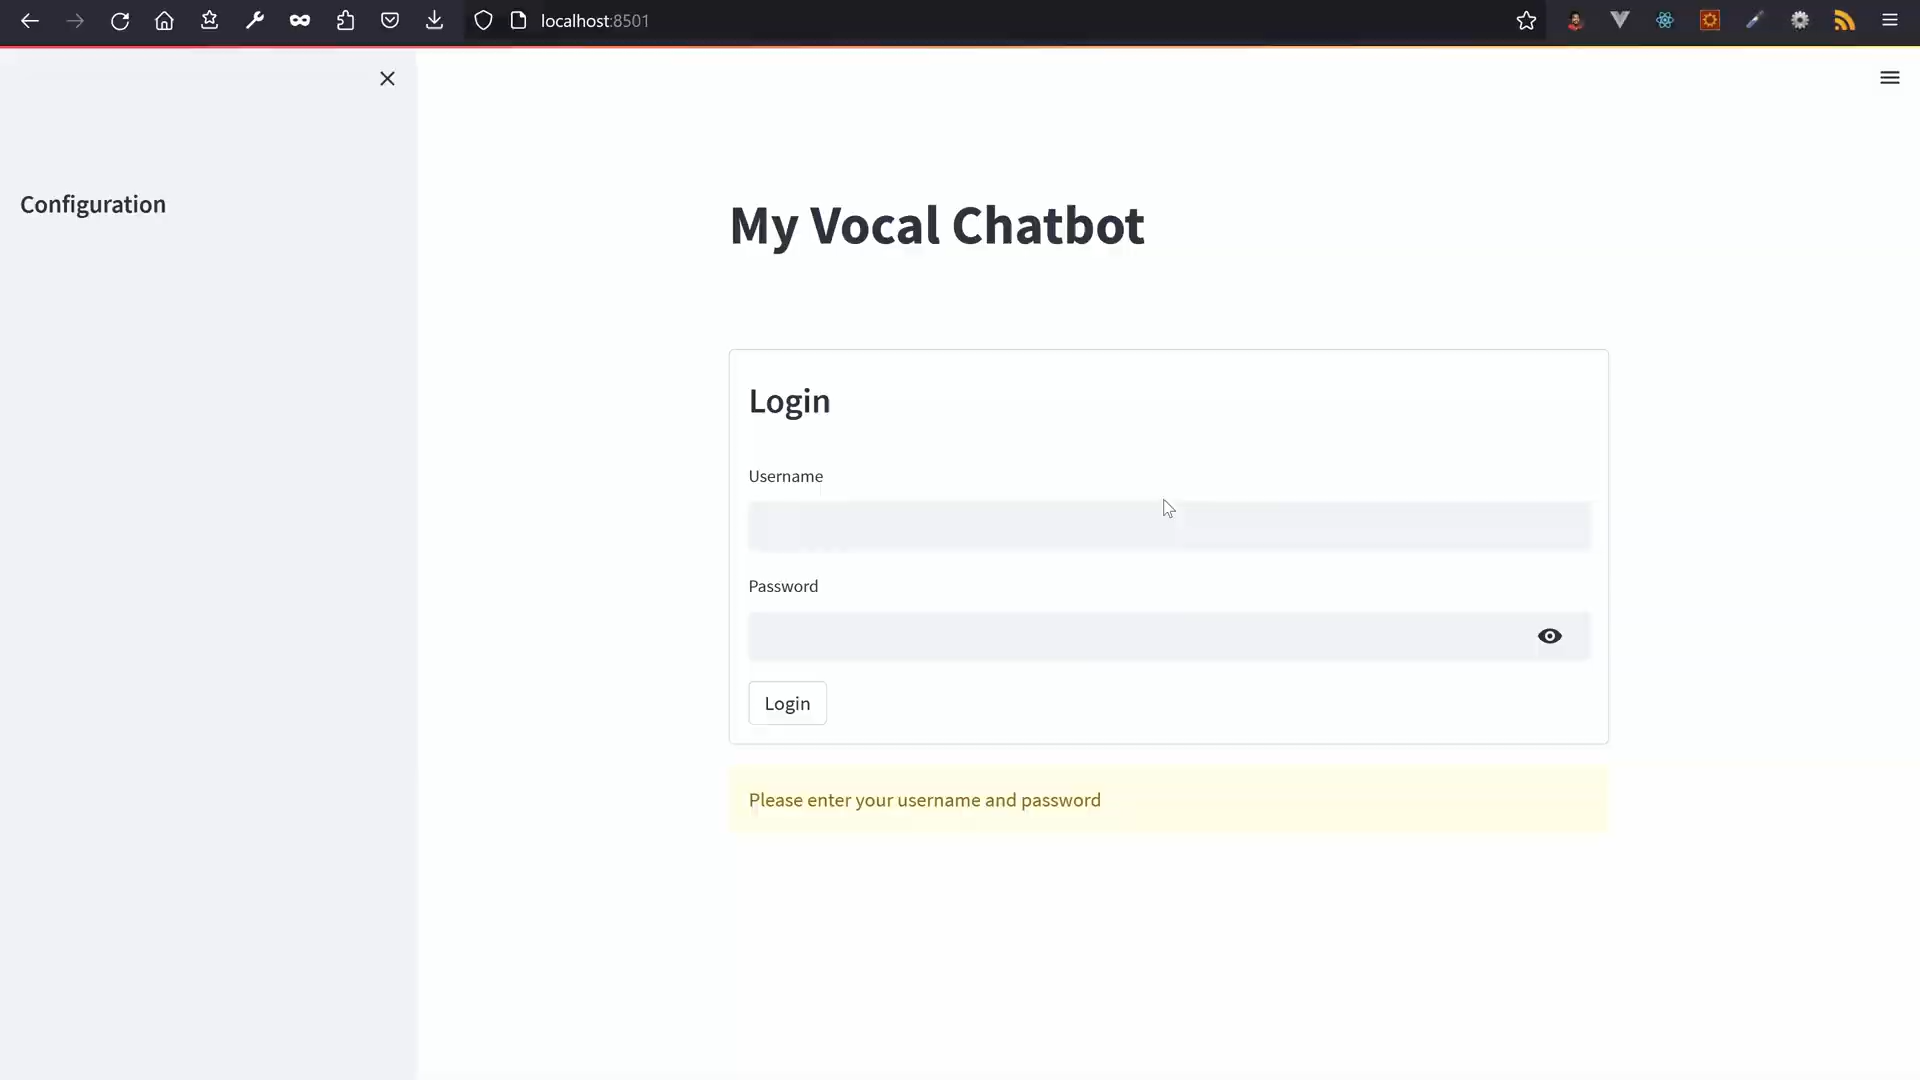 localhost:8501
Configuration
My Vocal Chatbot
Login
Username
Password
Login
Please enter your username and password